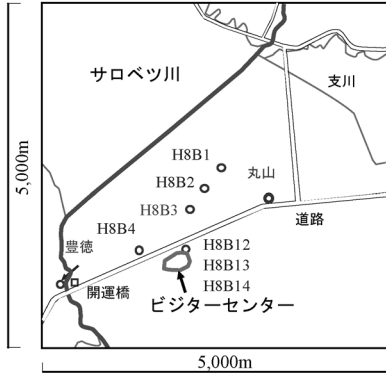 サロベツ川
支川
H8B1
丸山
H8B2
H8B3
道路
H8B4
豊徳
H8B12
H8B13
H8B14
開運橋
ビジターセンター
5,000m
5,000m